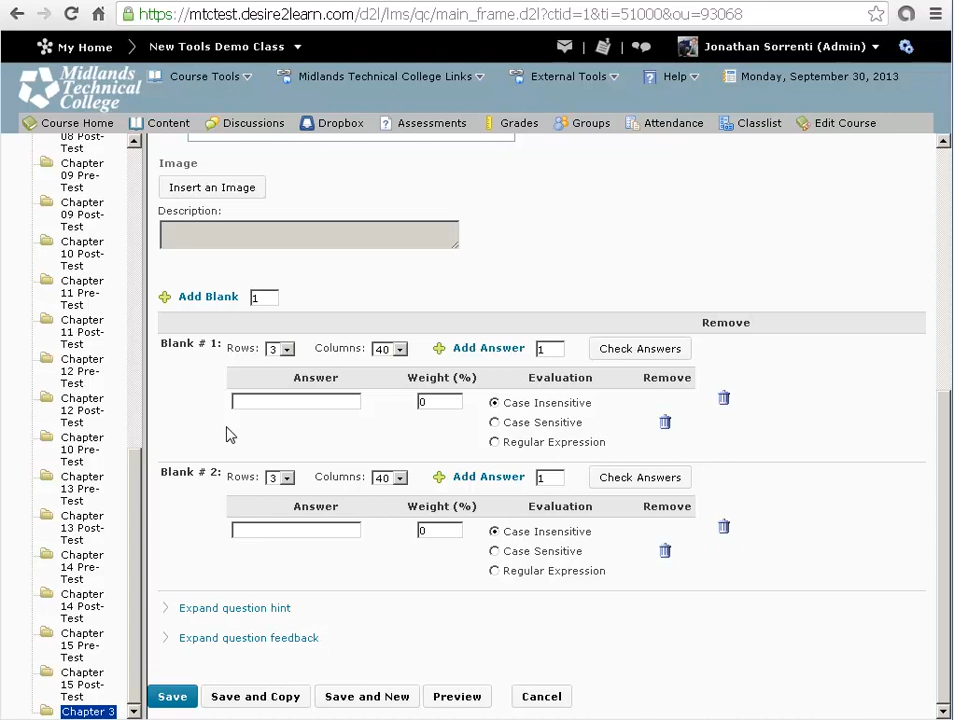 https://mtctest.desire2learn.com/d2l/lms/qc/main_frame.d2l?ctid=1&ti=51000&ou=93068
My Home
New Tools Demo Class
Jonathan Sorrenti (Admin)
Midlands
Technical
College
Course Tools
Midlands Technical College Links
External Tools
Help
Monday, September 30, 2013
Course Home
Content
Discussions
Dropbox
Assessments
Grades
Groups
Attendance
Classlist
Edit Course
08 Post-
Test
Chapter
09 Pre-
Test
Chapter
09 Post-
Test
Chapter
10 Post-
Test
Chapter
11 Pre-
Test
Chapter
11 Post-
Test
Chapter
12 Pre-
Test
Chapter
12 Post-
Test
Chapter
10 Pre-
Test
Chapter
13 Pre-
Test
Chapter
13 Post-
Test
Chapter
14 Pre-
Test
Chapter
14 Post-
Test
Chapter
15 Pre-
Test
Chapter
15 Post-
Test
Chapter 3
Image
Insert an Image
Description:
Add Blank 1
Remove
Blank # 1: Rows: 3 Columns: 40 Add Answer 1 Check Answers
Answer Weight (%) Evaluation Remove
0 Case Insensitive
Case Sensitive
Regular Expression
Blank # 2: Rows: 3 Columns: 40 Add Answer 1 Check Answers
Answer Weight (%) Evaluation Remove
0 Case Insensitive
Case Sensitive
Regular Expression
Expand question hint
Expand question feedback
Save
Save and Copy
Save and New
Preview
Cancel